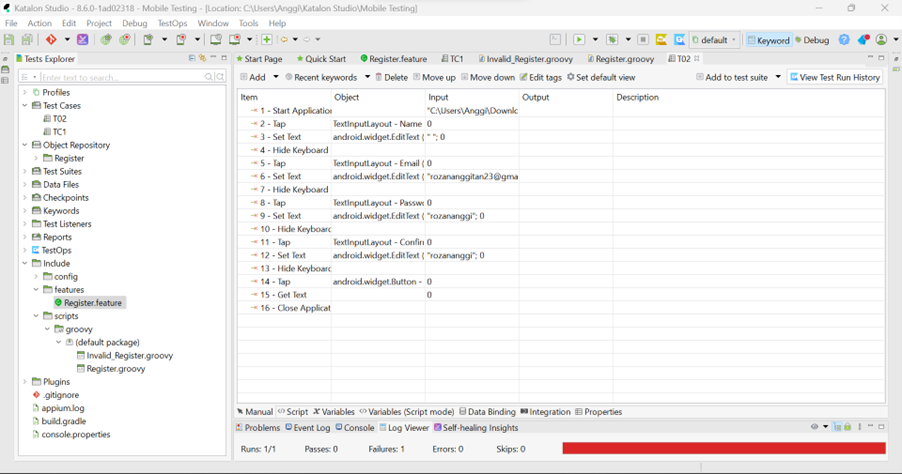 Katalon Studio - 8.6.0-1ad02318 - Mobile Testing - [Location: C:\Users\Anggi\Katalon Studio\Mobile Testing]
File Action Edit Project Debug TestOps Window Tools Help
default Keyword Debug
Tests Explorer
Start Page Quick Start Register.feature TC1 Invalid_Register.groovy Register.groovy T02
Enter text to search...
Add Recent keywords Delete Move up Move down Edit tags Set default view Add to test suite View Test Run History
Profiles
Test Cases
T02
TC1
Object Repository
Register
Test Suites
Data Files
Checkpoints
Keywords
Test Listeners
Reports
TestOps
Include
config
features
Register.feature
scripts
groovy
(default package)
Invalid_Register.groovy
Register.groovy
Plugins
.gitignore
appium.log
build.gradle
console.properties
Item Object Input Output Description
1 - Start Application "C:\Users\Anggi\Downlc
2 - Tap TextInputLayout - Name 0
3 - Set Text android.widget.EditText ( " "; 0
4 - Hide Keyboard
5 - Tap TextInputLayout - Email ( 0
6 - Set Text android.widget.EditText ( "rozananggitan23@gma
7 - Hide Keyboard
8 - Tap TextInputLayout - Passwo 0
9 - Set Text android.widget.EditText ( "rozananggi"; 0
10 - Hide Keyboard
11 - Tap TextInputLayout - Confin 0
12 - Set Text android.widget.EditText ( "rozananggi"; 0
13 - Hide Keyboard
14 - Tap android.widget.Button - 0
15 - Get Text 0
16 - Close Applicat
Manual Script Variables Variables (Script mode) Data Binding Integration Properties
Problems Event Log Console Log Viewer Self-healing Insights
Runs: 1/1 Passes: 0 Failures: 1 Errors: 0 Skips: 0